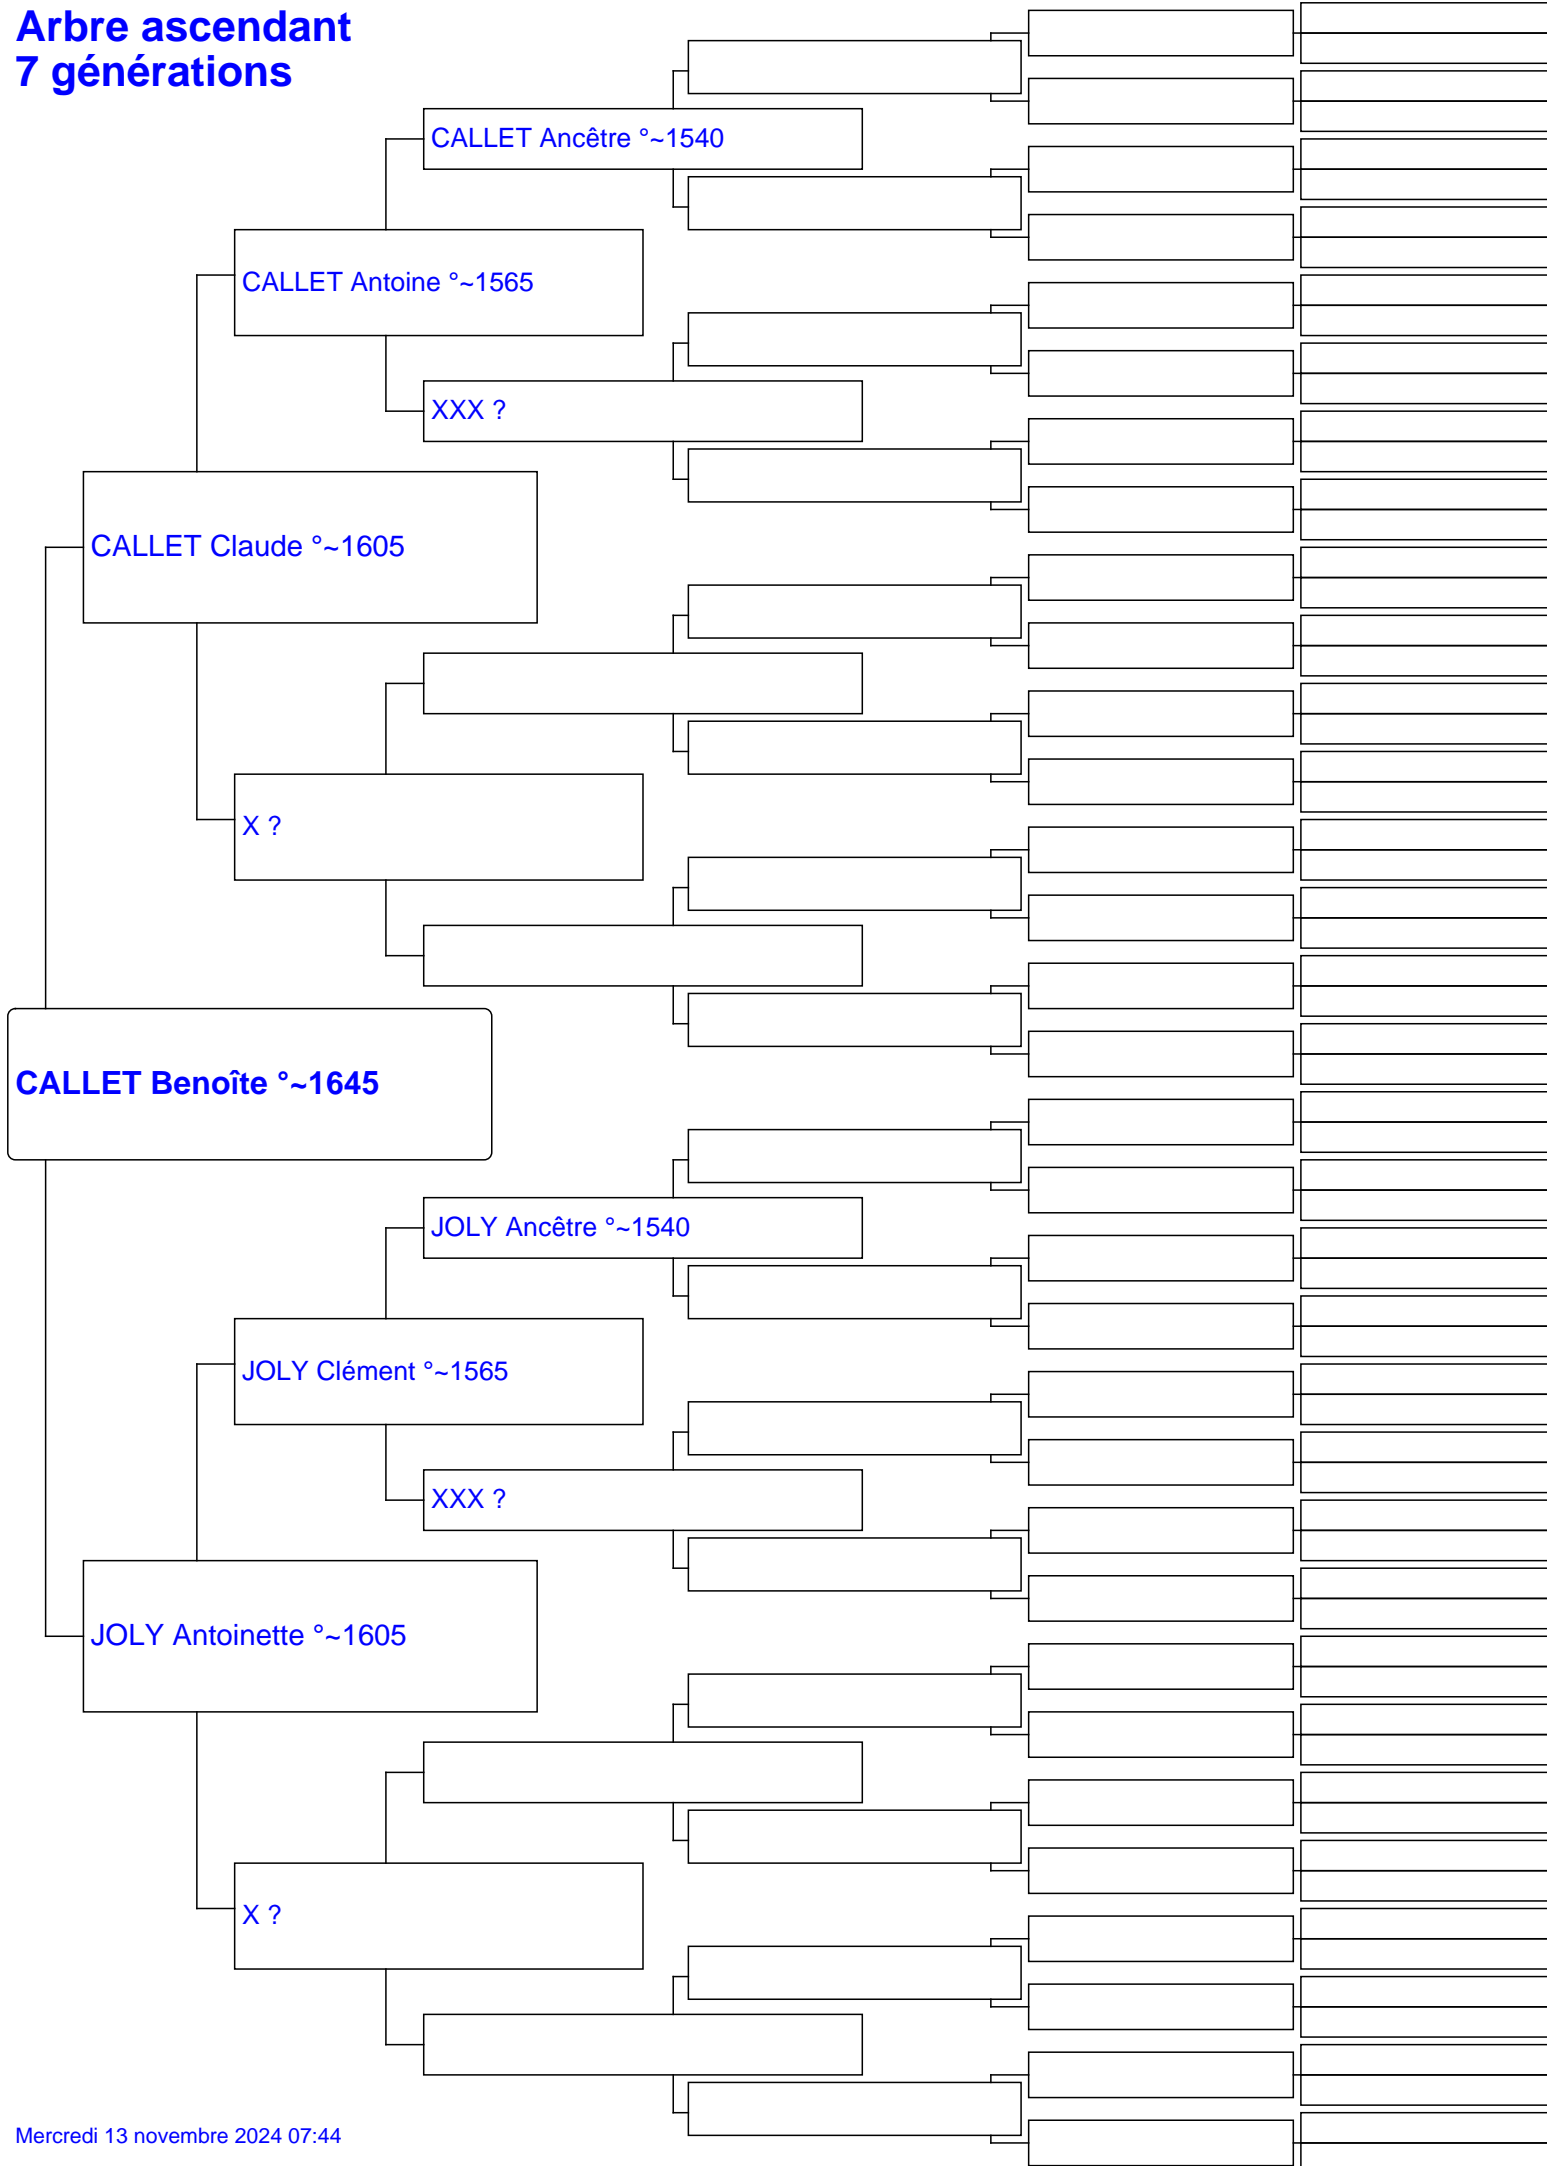 Arbre ascendant
7 générations
CALLET Ancêtre °~1540
CALLET Antoine °~1565
XXX ?
CALLET Claude °~1605
X ?
CALLET Benoîte °~1645
JOLY Ancêtre °~1540
JOLY Clément °~1565
XXX ?
JOLY Antoinette °~1605
X ?
Mercredi 13 novembre 2024 07:44